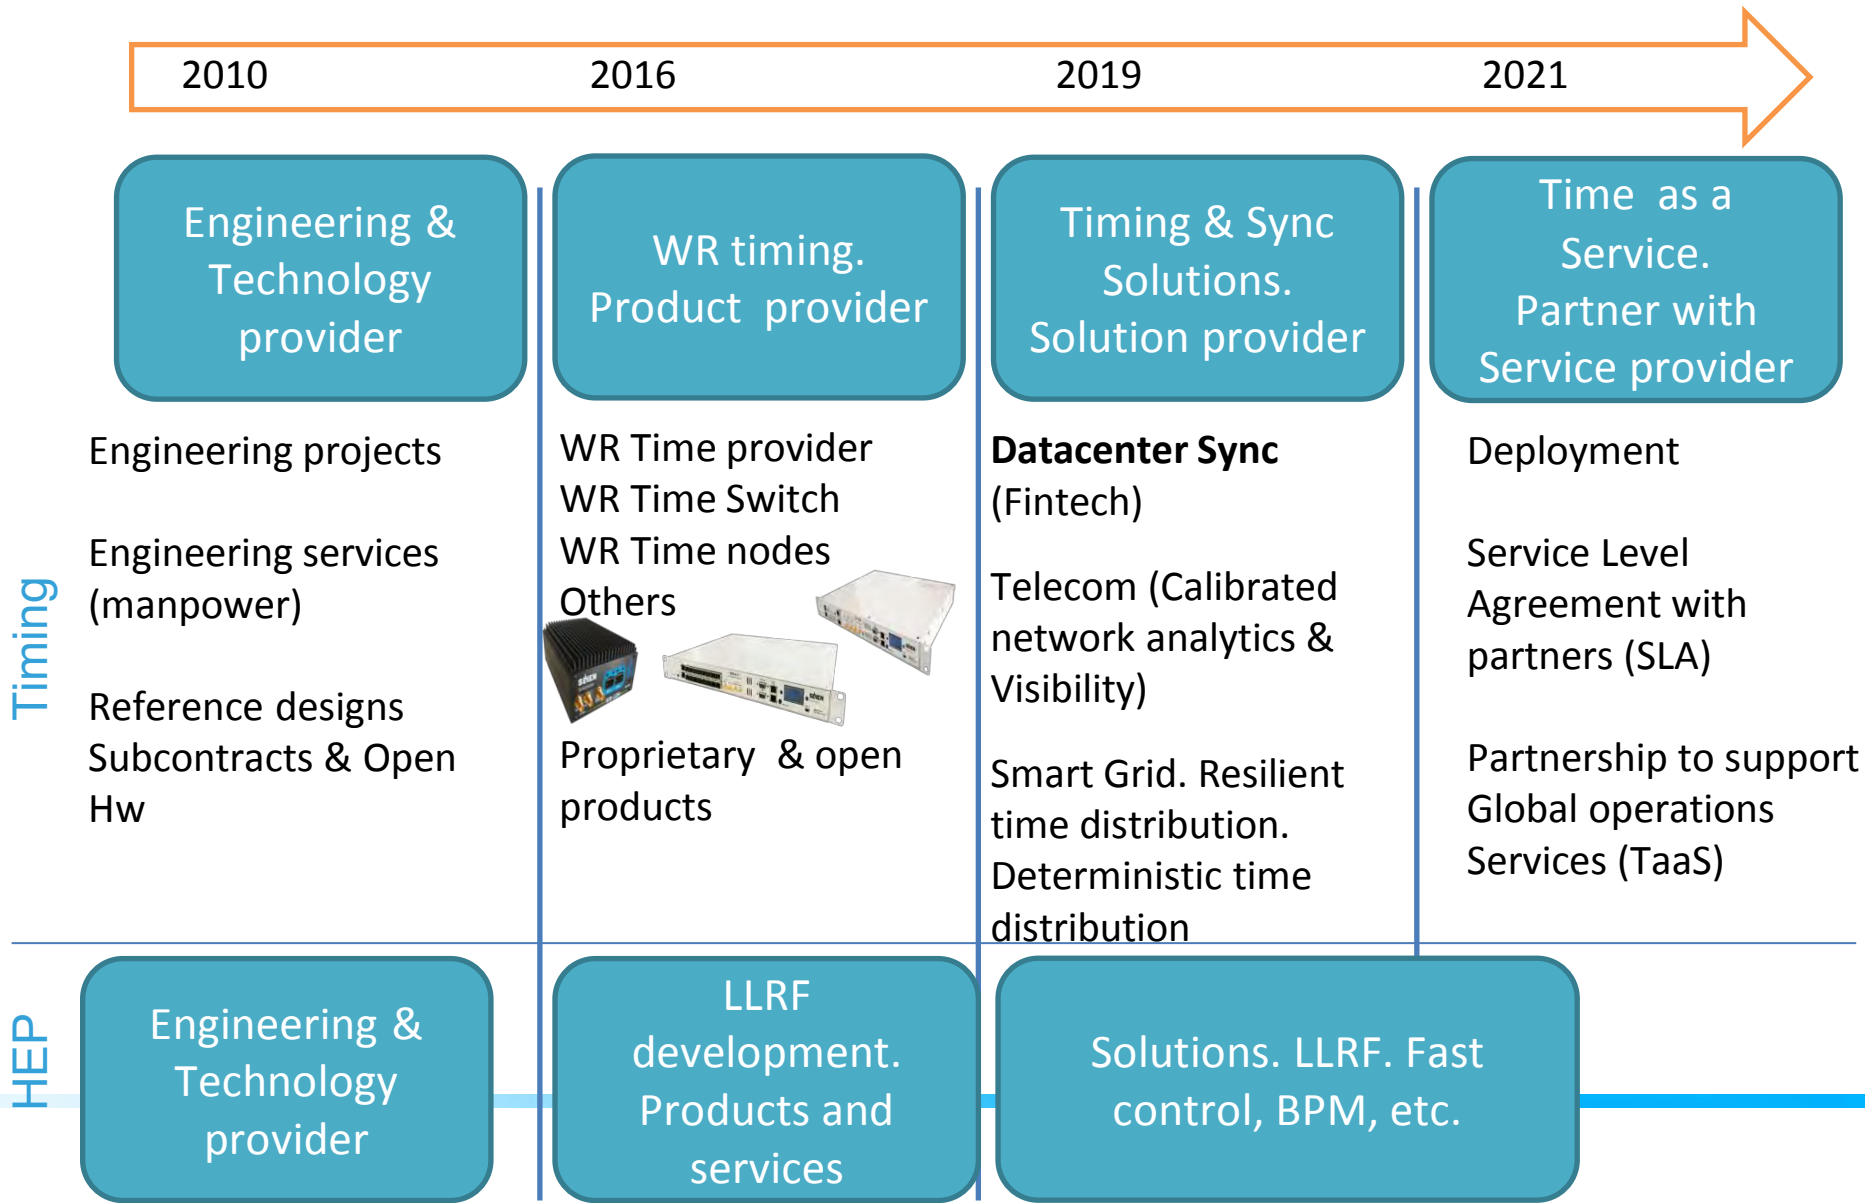 2010
2016
2019
2021
Engineering &
Technology
provider
WR timing.
Product provider
Timing & Sync
Solutions.
Solution provider
Time as a
Service.
Partner with
Service provider
Timing
Engineering projects
Engineering services
(manpower)
Reference designs
Subcontracts & Open
Hw
WR Time provider
WR Time Switch
WR Time nodes
Others
Proprietary & open
products
Datacenter Sync
(Fintech)
Telecom (Calibrated
network analytics &
Visibility)
Smart Grid. Resilient
time distribution.
Deterministic time
distribution
Deployment
Service Level
Agreement with
partners (SLA)
Partnership to support
Global operations
Services (TaaS)
HEP
Engineering &
Technology
provider
LLRF
development.
Products and
services
Solutions. LLRF. Fast
control, BPM, etc.